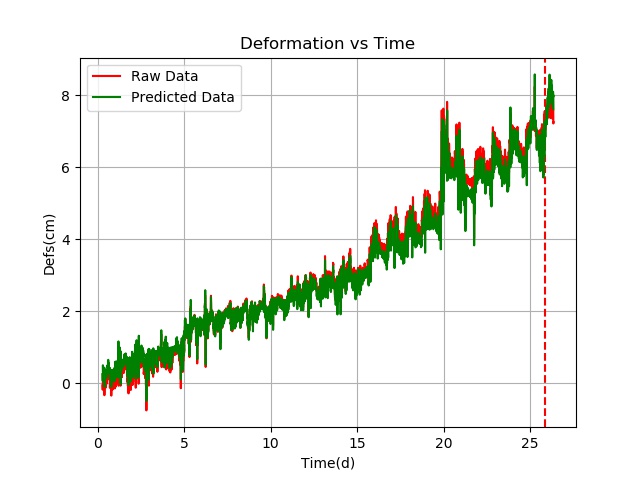 Deformation vs Time
Raw Data
Predicted Data
Defs(cm)
8
6
4
2
0
0 5 10 15 20 25
Time(d)